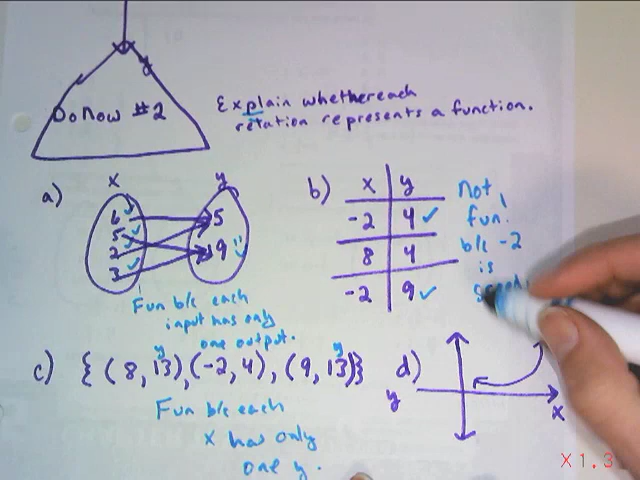 Do Now #2
Explain whether each
relation represents a function.
a)
x y
6 5
5
2 19
3
Fun b/c each
input has only
one output.
b)
x y
-2 4
8 4
-2 9
not
fun!
b/c -2
is
c) { (8, 13), (-2, 4), (9, 13)}
y y
Fun b/c each
x has only
one y.
d)
y x
X1.3